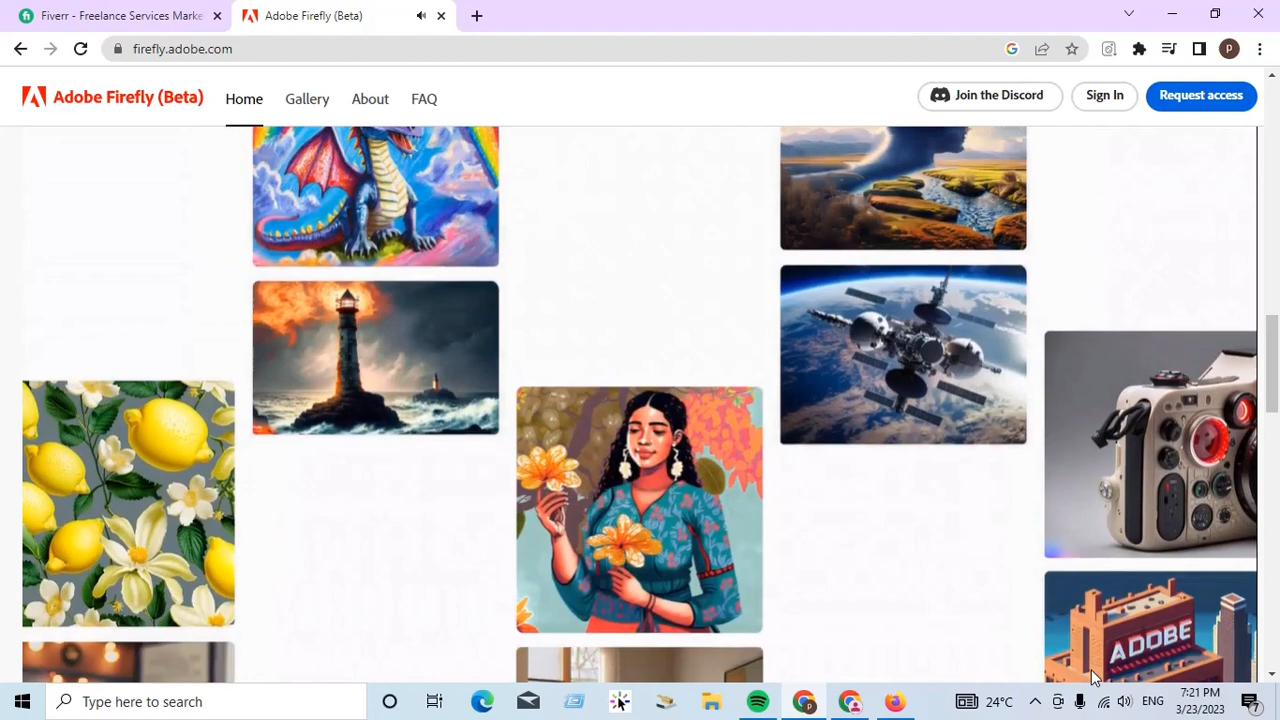 Fiverr - Freelance Services Marke
Adobe Firefly (Beta)
firefly.adobe.com
P
Adobe Firefly (Beta)
Home
Gallery
About
FAQ
Join the Discord
Sign In
Request access
ADOBE
Type here to search
24°C
ENG
7:21 PM
3/23/2023
7